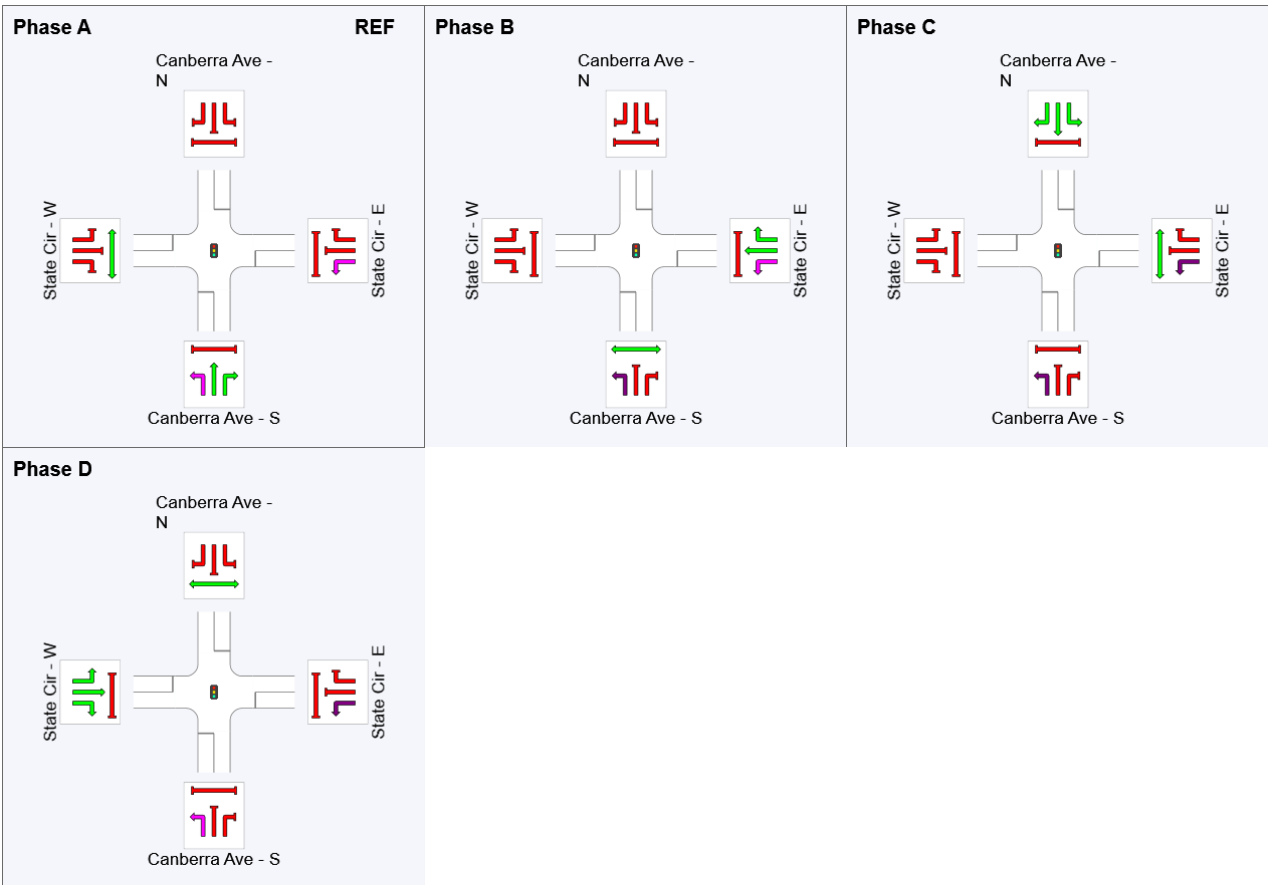 Phase A
REF
Canberra Ave -
N
State Cir - W
State Cir - E
Canberra Ave - S
Phase B
Canberra Ave -
N
State Cir - W
State Cir - E
Canberra Ave - S
Phase C
Canberra Ave -
N
State Cir - W
State Cir - E
Canberra Ave - S
Phase D
Canberra Ave -
N
State Cir - W
State Cir - E
Canberra Ave - S